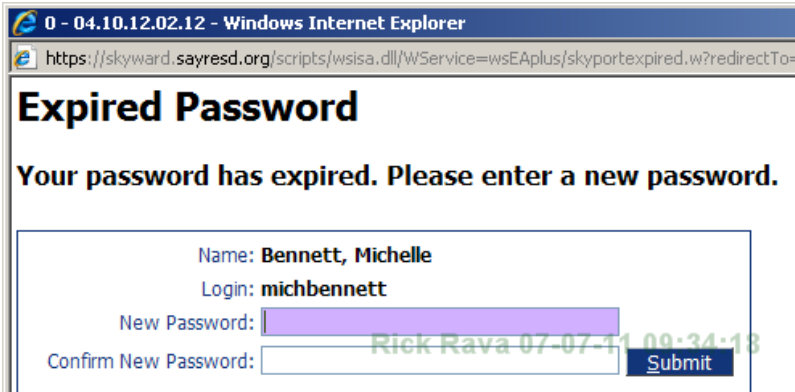 0 - 04.10.12.02.12 - Windows Internet Explorer
https://skyward.sayresd.org/scripts/wsisa.dll/WService=wsEAplus/skyportexpired.w?redirectTo=
Expired Password
Your password has expired. Please enter a new password.
Name: Bennett, Michelle
Login: michbennett
New Password:
Rick Rava 07-07-11 09:34:18
Confirm New Password: Submit